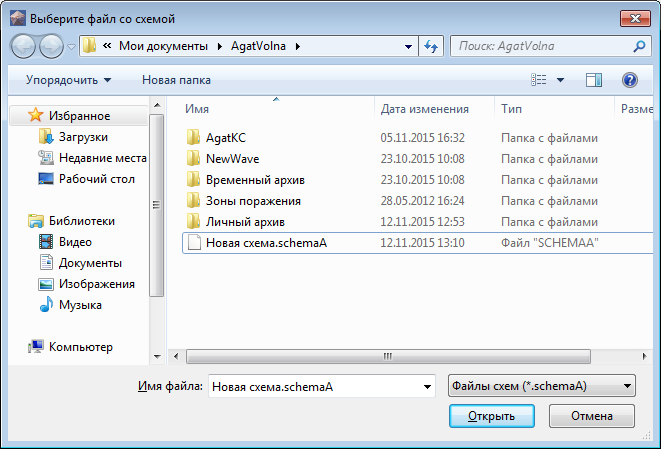 Выберите файл со схемой
« Мои документы AgatVolna
Поиск: AgatVolna
Упорядочить Новая папка
Избранное
Загрузки
Недавние места
Рабочий стол
Библиотеки
Видео
Документы
Изображения
Музыка
Компьютер
Имя Дата изменения Тип Разме
AgatKC 05.11.2015 16:32 Папка с файлами
NewWave 23.10.2015 10:08 Папка с файлами
Временный архив 23.10.2015 10:08 Папка с файлами
Зоны поражения 28.05.2012 16:24 Папка с файлами
Личный архив 12.11.2015 12:53 Папка с файлами
Новая схема.schemaA 12.11.2015 13:10 Файл "SCHEMAA"
Имя файла: Новая схема.schemaA Файлы схем (*.schemaA)
Открыть Отмена